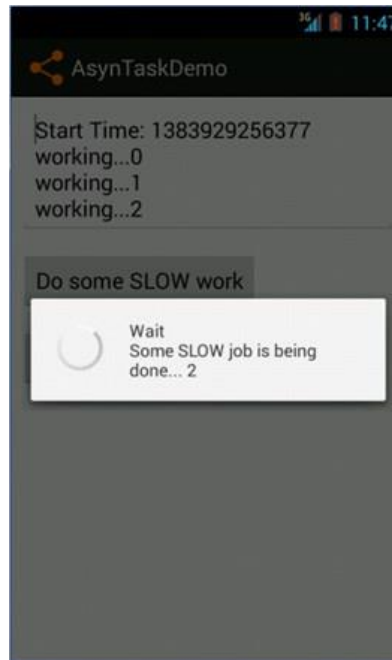 3G 11:47
AsynTaskDemo
Start Time: 1383929256377
working...0
working...1
working...2
Do some SLOW work
Wait
Some SLOW job is being
done... 2